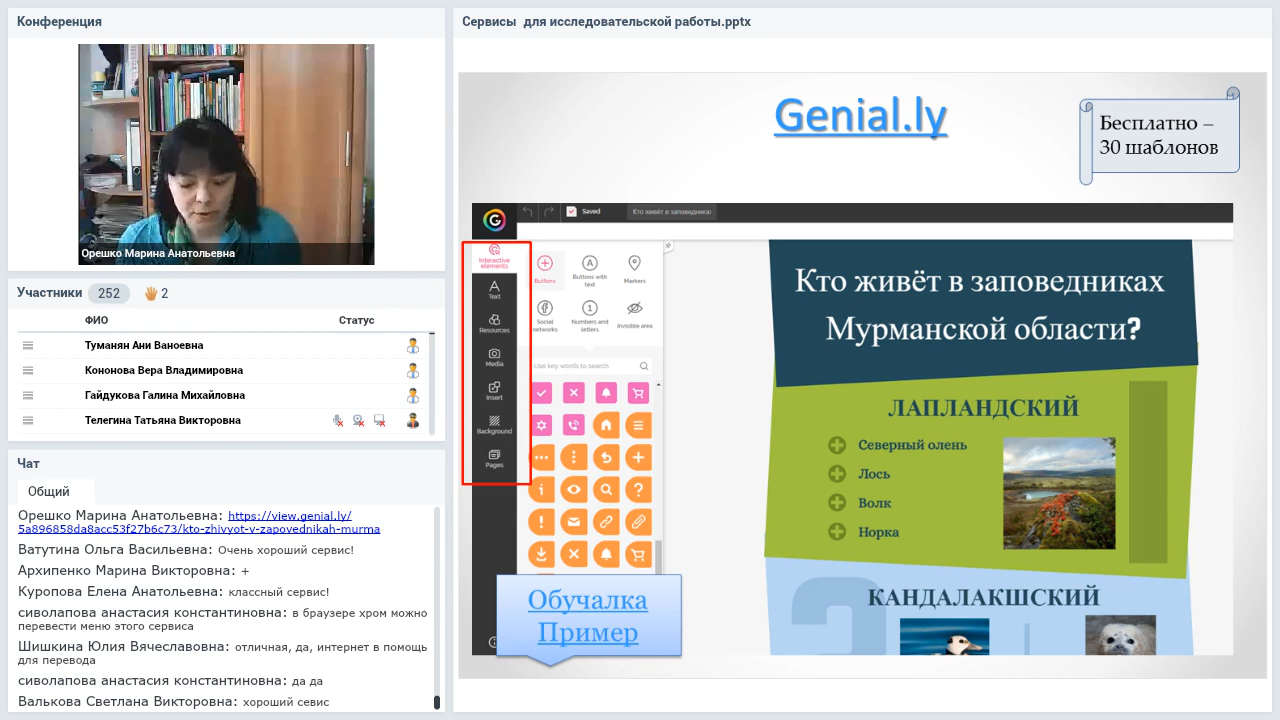 Конференция
Орешко Марина Анатольевна
Участники 252 2
ФИО Статус
Туманян Ани Ваноевна
Кононова Вера Владимировна
Гайдукова Галина Михайловна
Телегина Татьяна Викторовна
Чат
Общий
Орешко Марина Анатольевна: https://view.genial.ly/
5a896858da8acc53f27b6c73/kto-zhivyot-v-zapovednikah-murma
Ватутина Ольга Васильевна: Очень хороший сервис!
Архипенко Марина Викторовна: +
Куропова Елена Анатольевна: классный сервис!
сиволапова анастасия константиновна: в браузере хром можно
перевести меню этого сервиса
Шишкина Юлия Вячеславовна: отличная, да, интернет в помощь
для перевода
сиволапова анастасия константиновна: да да
Валькова Светлана Викторовна: хороший севис
Сервисы для исследовательской работы.pptx
Genial.ly
Бесплатно –
30 шаблонов
Saved
Кто живёт в заповедниках
Interactive
elements
Text
Resources
Media
Insert
Background
Pages
Buttons
Buttons with
text
Markers
Social
networks
Numbers and
letters
Invisible area
Use key words to search
Кто живёт в заповедниках
Мурманской области?
ЛАПЛАНДСКИЙ
Северный олень
Лось
Волк
Норка
2
КАНДАЛАКШСКИЙ
Обучалка
Пример